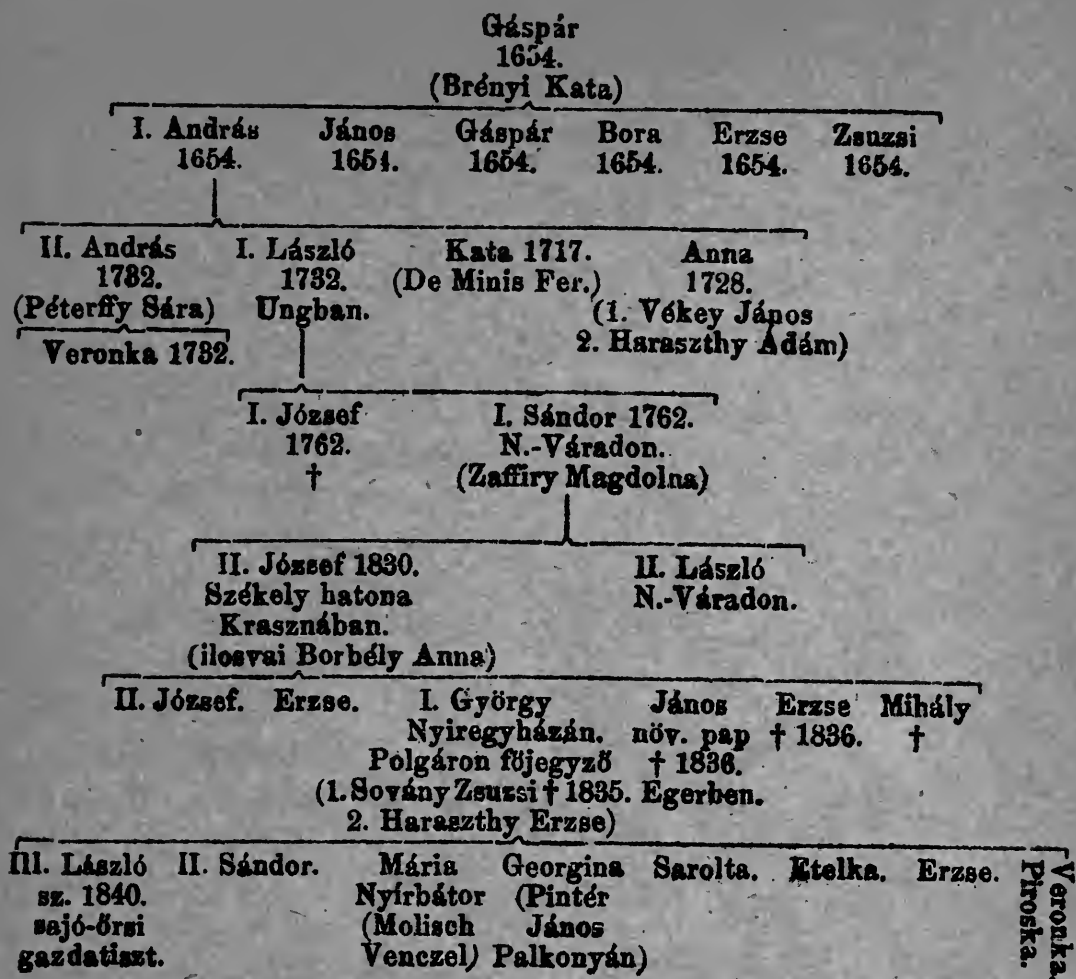 Gáspár
1654.
(Brényi Kata)
I. András János Gáspár Bora Erzse Zsuzsi
1654. 1654. 1654. 1654. 1654. 1654.
II. András I. László Kata 1717. Anna
1732. 1732. (De Minis Fer.) 1728.
(Péterffy Sára) Ungban. (1. Vékey János
Veronka 1732. 2. Haraszthy Ádám)
I. József I. Sándor 1762.
1762. N.-Váradon.
† (Zaffiry Magdolna)
II. József 1830. II. László
Székely hatona N.-Váradon.
Krasznában.
(ilosvai Borbély Anna)
II. József. Erzse. I. György János Erzse Mihály
Nyiregyházán. növ. pap † 1836. †
Polgáron főjegyző † 1836.
(1. Sovány Zsuzsi † 1835. Egerben.
2. Haraszthy Erzse)
III. László II. Sándor. Mária Georgina Sarolta. Etelka. Erzse. Veronka.
sz. 1840. Nyírbátor (Pintér Piroska.
sajó-őrsi (Molisch János
gazdatiszt. Venczel) Palkonyán)